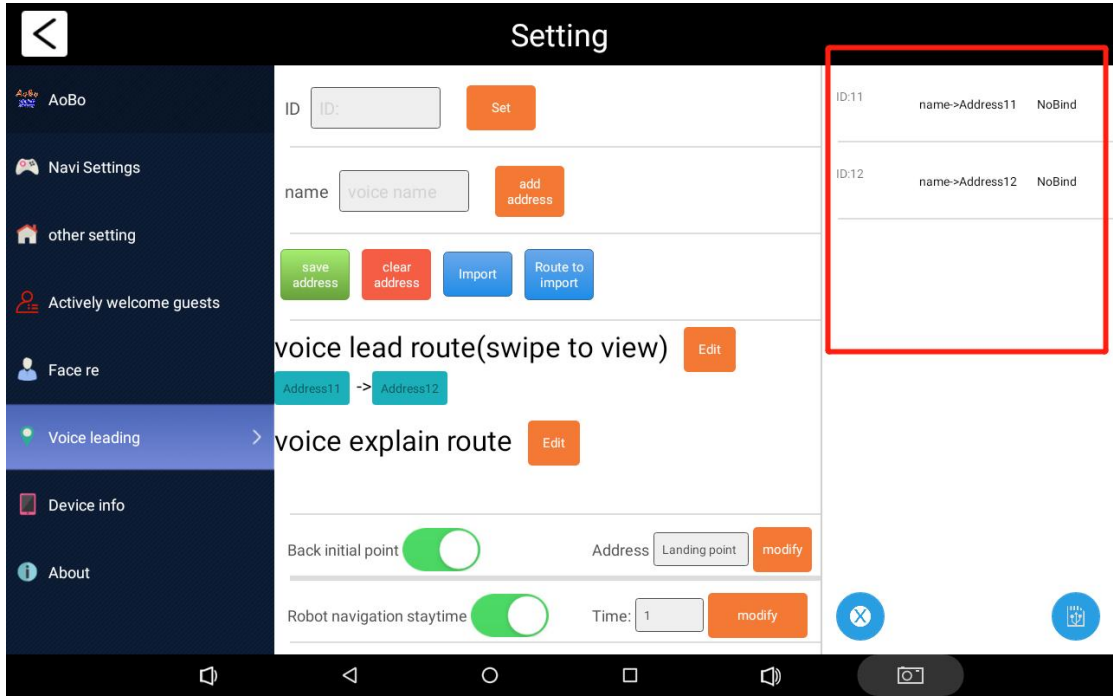 Setting
AoBo
Navi Settings
other setting
Actively welcome guests
Face re
Voice leading
Device info
About
ID ID: Set
name voice name add address
save address clear address Import Route to import
voice lead route(swipe to view) Edit
Address11 -> Address12
voice explain route Edit
Back initial point Address Landing point modify
Robot navigation staytime Time: 1 modify
ID:11 name->Address11 NoBind
ID:12 name->Address12 NoBind